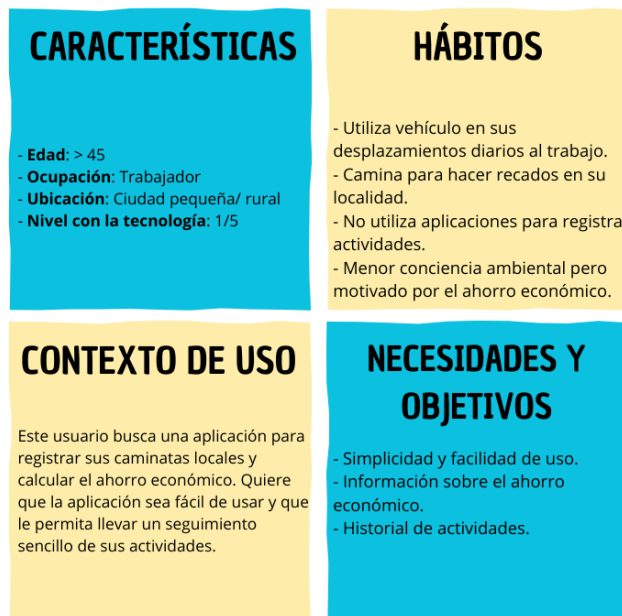 CARACTERÍSTICAS
- Edad: > 45
- Ocupación: Trabajador
- Ubicación: Ciudad pequeña/ rural
- Nivel con la tecnología: 1/5
HÁBITOS
- Utiliza vehículo en sus
desplazamientos diarios al trabajo.
- Camina para hacer recados en su
localidad.
- No utiliza aplicaciones para registra
actividades.
- Menor conciencia ambiental pero
motivado por el ahorro económico.
CONTEXTO DE USO
Este usuario busca una aplicación para
registrar sus caminatas locales y
calcular el ahorro económico. Quiere
que la aplicación sea fácil de usar y que
le permita llevar un seguimiento
sencillo de sus actividades.
NECESIDADES Y
OBJETIVOS
- Simplicidad y facilidad de uso.
- Información sobre el ahorro
económico.
- Historial de actividades.